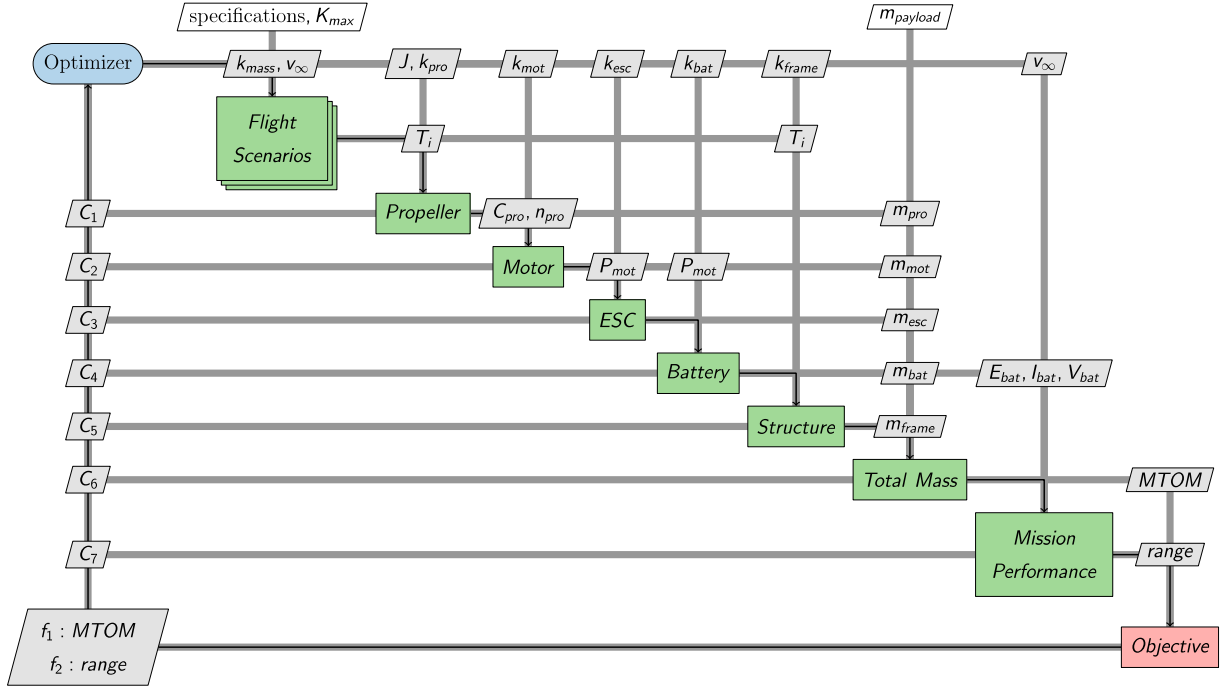 specifications, K_max
m_payload
Optimizer
k_mass, v_∞
J, k_pro
k_mot
k_esc
k_bat
k_frame
v_∞
Flight
Scenarios
T_i
T_i
C_1
Propeller
C_pro, n_pro
m_pro
C_2
Motor
P_mot
P_mot
m_mot
C_3
ESC
m_esc
C_4
Battery
m_bat
E_bat, I_bat, V_bat
C_5
Structure
m_frame
C_6
Total Mass
MTOM
C_7
Mission
Performance
range
f_1 : MTOM
f_2 : range
Objective